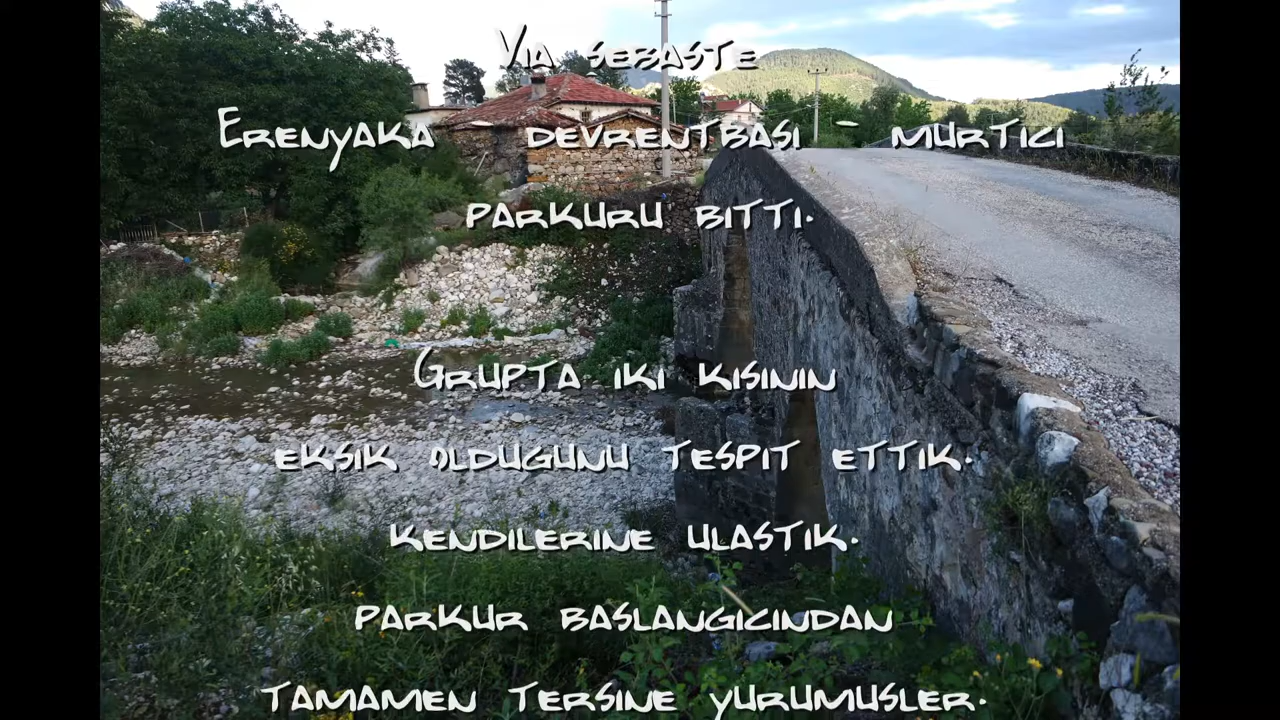 Via sebaste
Erenyaka - devrentbasi - murtici
parkuru bitti.
Grupta iki kisinin
eksik oldugunu tespit ettik.
kendilerine ulastik.
parkur baslangicindan
tamamen tersine yurumusler.